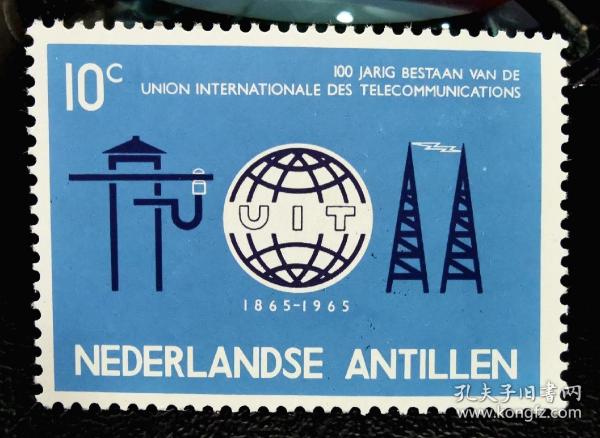 10c
100 JARIG BESTAAN VAN DE
UNION INTERNATIONALE DES TELECOMMUNICATIONS
UIT
1865-1965
NEDERLANDSE ANTILLEN
孔夫子旧书网
www.kongfz.com